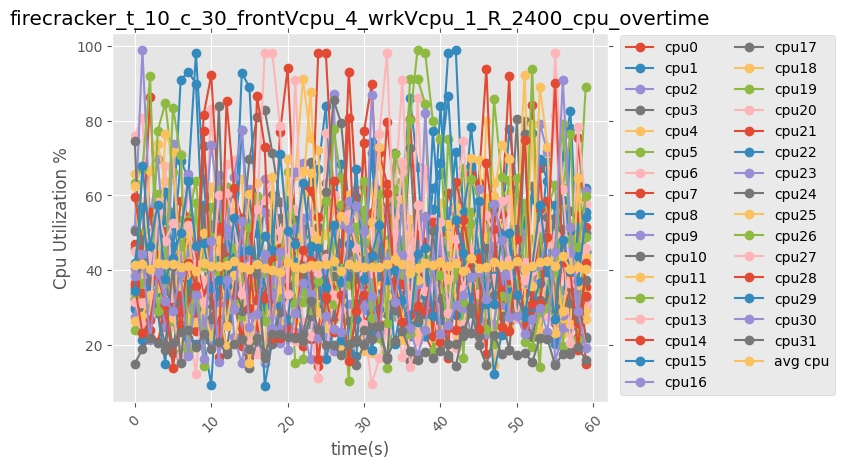 firecracker_t_10_c_30_frontVcpu_4_wrkVcpu_1_R_2400_cpu_overtime
100
80
60
40
20
Cpu Utilization %
0
10
20
30
40
50
60
time(s)
cpu0
cpu1
cpu2
cpu3
cpu4
cpu5
cpu6
cpu7
cpu8
cpu9
cpu10
cpu11
cpu12
cpu13
cpu14
cpu15
cpu16
cpu17
cpu18
cpu19
cpu20
cpu21
cpu22
cpu23
cpu24
cpu25
cpu26
cpu27
cpu28
cpu29
cpu30
cpu31
avg cpu